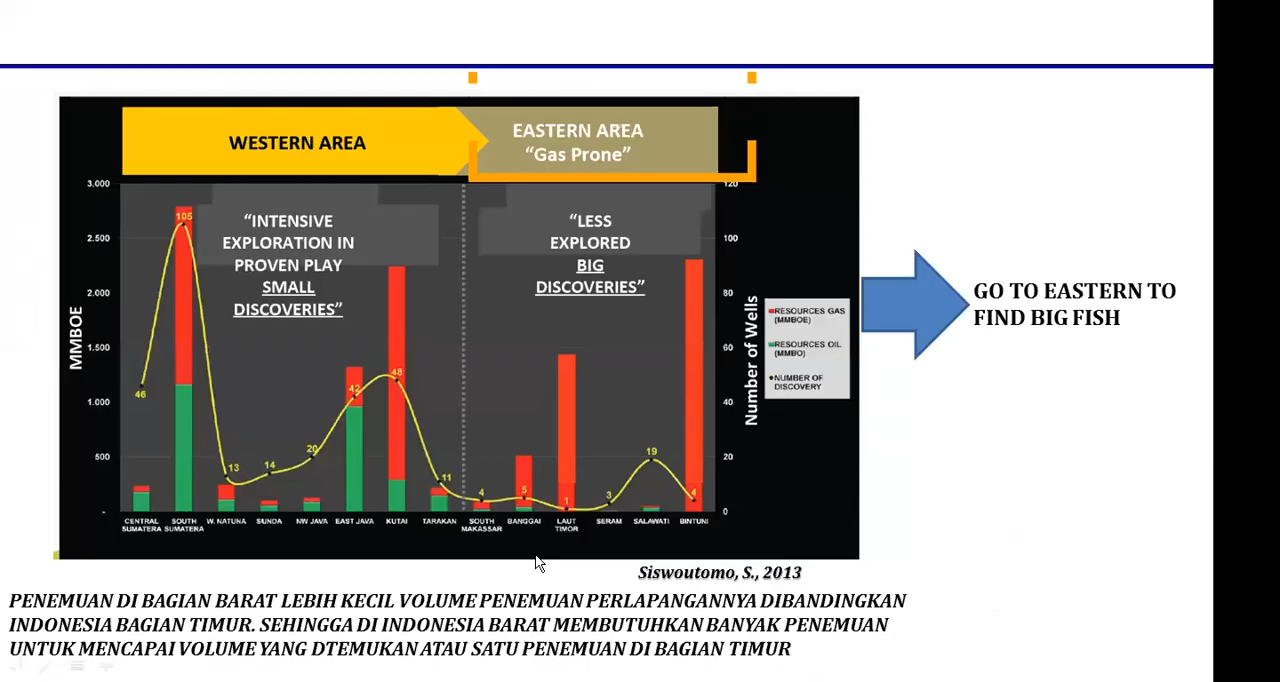 WESTERN AREA
EASTERN AREA
“Gas Prone”
“INTENSIVE
EXPLORATION IN
PROVEN PLAY
SMALL
DISCOVERIES”
“LESS
EXPLORED
BIG
DISCOVERIES”
MMBOE
3.000
2.500
2.000
1.500
1.000
500
-
120
100
80
60
40
20
0
Number of Wells
46
105
13
14
20
42
48
11
4
5
1
3
19
4
CENTRAL
SUMATERA
SOUTH
SUMATERA
W. NATUNA
SUNDA
NW JAVA
EAST JAVA
KUTAI
TARAKAN
SOUTH
MAKASSAR
BANGGAI
LAUT
TIMOR
SERAM
SALAWATI
BINTUNI
RESOURCES GAS
(MMBOE)
RESOURCES OIL
(MMBO)
NUMBER OF
DISCOVERY
GO TO EASTERN TO
FIND BIG FISH
Siswoutomo, S., 2013
PENEMUAN DI BAGIAN BARAT LEBIH KECIL VOLUME PENEMUAN PERLAPANGANNYA DIBANDINGKAN
INDONESIA BAGIAN TIMUR. SEHINGGA DI INDONESIA BARAT MEMBUTUHKAN BANYAK PENEMUAN
UNTUK MENCAPAI VOLUME YANG DTEMUKAN ATAU SATU PENEMUAN DI BAGIAN TIMUR